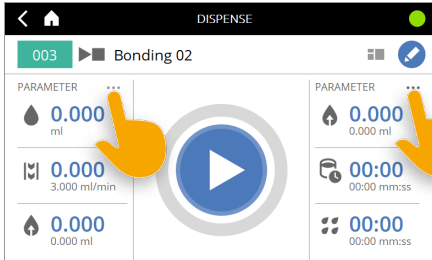 DISPENSE
003 Bonding 02
PARAMETER ...
0.000
ml
0.000
3.000 ml/min
0.000
0.000 ml
PARAMETER ...
0.000
0.000 ml
00:00
00:00 mm:ss
00:00
00:00 mm:ss